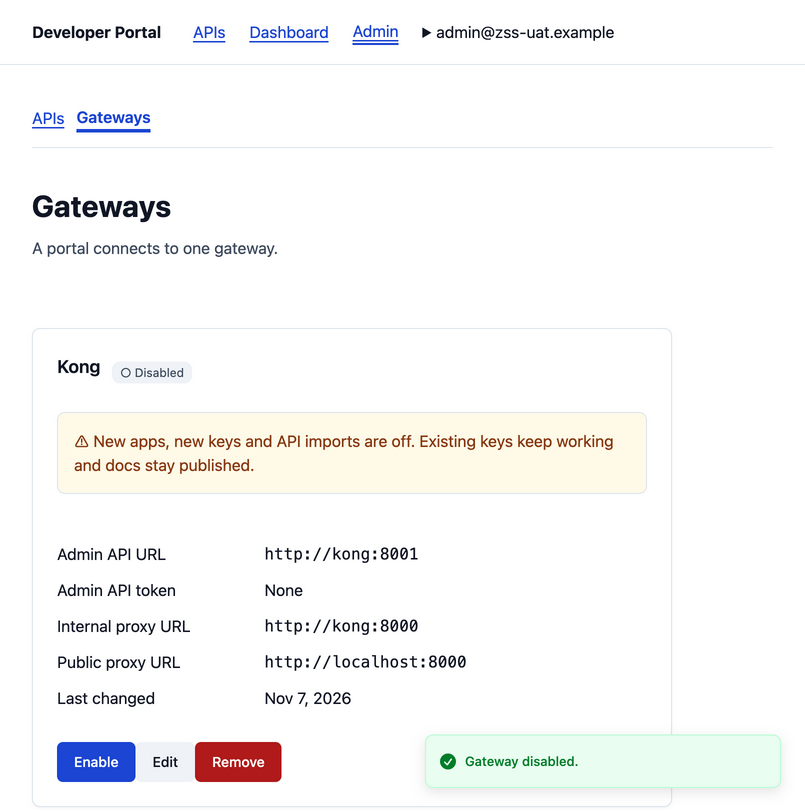 Developer Portal APIs Dashboard Admin ▶ admin@zss-uat.example
APIs Gateways
Gateways
A portal connects to one gateway.
Kong Disabled
⚠ New apps, new keys and API imports are off. Existing keys keep working
and docs stay published.
Admin API URL http://kong:8001
Admin API token None
Internal proxy URL http://kong:8000
Public proxy URL http://localhost:8000
Last changed Nov 7, 2026
Enable Edit Remove
Gateway disabled.